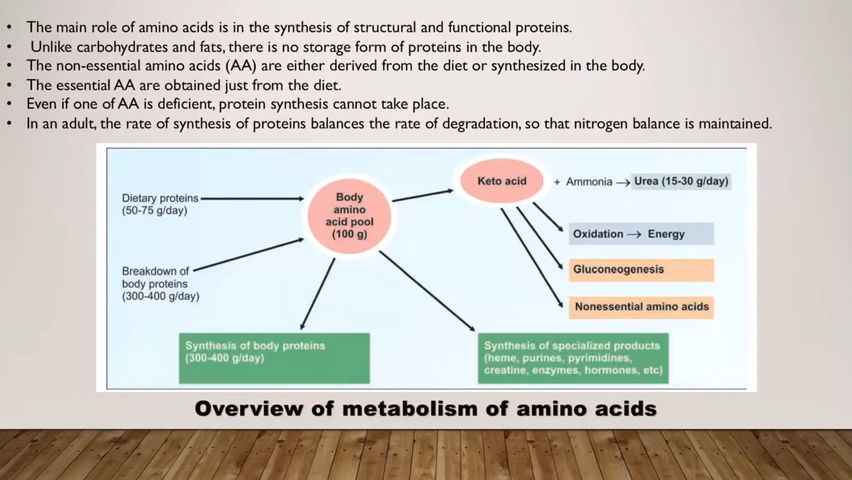 • The main role of amino acids is in the synthesis of structural and functional proteins.
• Unlike carbohydrates and fats, there is no storage form of proteins in the body.
• The non-essential amino acids (AA) are either derived from the diet or synthesized in the body.
• The essential AA are obtained just from the diet.
• Even if one of AA is deficient, protein synthesis cannot take place.
• In an adult, the rate of synthesis of proteins balances the rate of degradation, so that nitrogen balance is maintained.
Dietary proteins
(50-75 g/day)
Breakdown of
body proteins
(300-400 g/day)
Body
amino
acid pool
(100 g)
Keto acid
+ Ammonia → Urea (15-30 g/day)
Oxidation → Energy
Gluconeogenesis
Nonessential amino acids
Synthesis of body proteins
(300-400 g/day)
Synthesis of specialized products
(heme, purines, pyrimidines,
creatine, enzymes, hormones, etc)
Overview of metabolism of amino acids